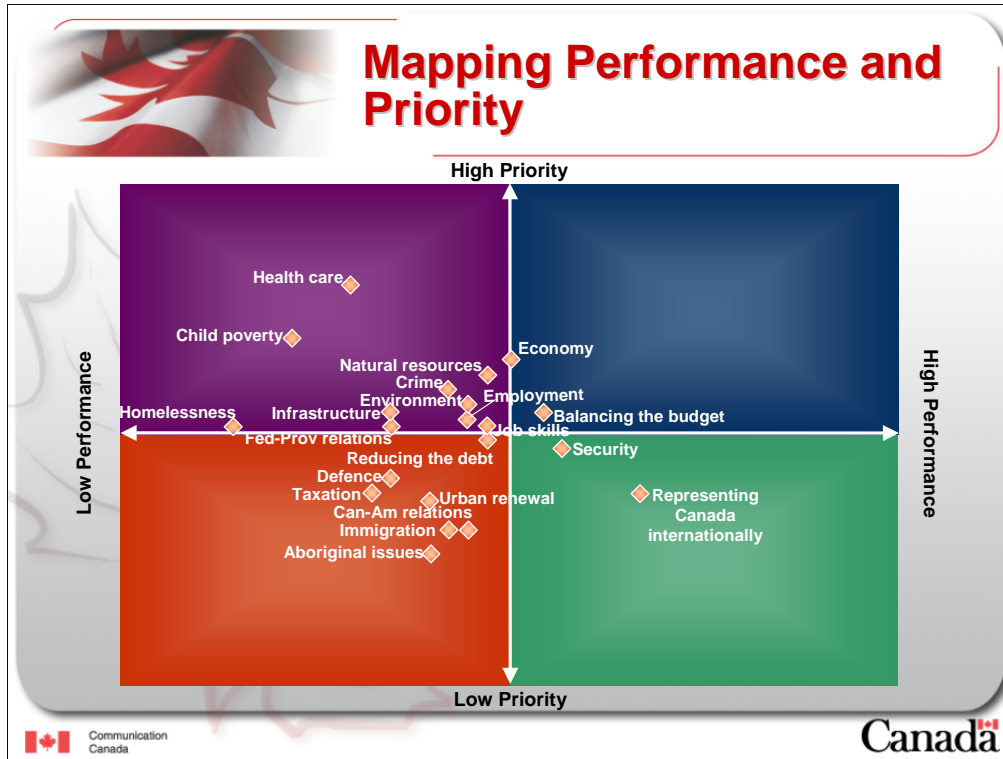 Mapping Performance and
Priority
High Priority
Health care
Child poverty
Economy
Natural resources
Crime
Employment
Environment
Homelessness
Infrastructure
Balancing the budget
Job skills
Fed-Prov relations
Security
Reducing the debt
Defence
Taxation
Urban renewal
Representing
Canada
internationally
Can-Am relations
Immigration
Aboriginal issues
Low Performance
High Performance
Low Priority
Communication
Canada
Canada